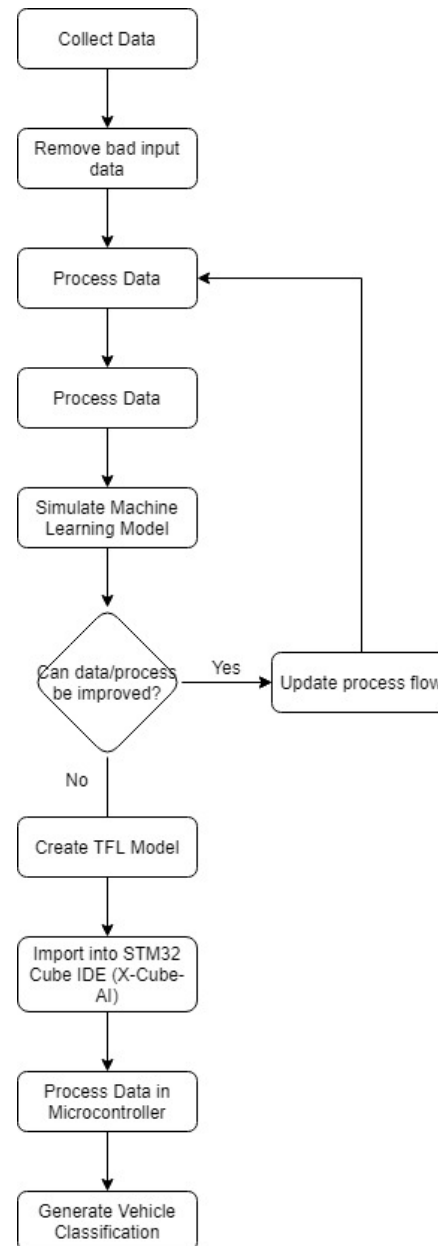 Collect Data
Remove bad input
data
Process Data
Process Data
Simulate Machine
Learning Model
Can data/process
be improved?
Yes
Update process flow
No
Create TFL Model
Import into STM32
Cube IDE (X-Cube-
AI)
Process Data in
Microcontroller
Generate Vehicle
Classification